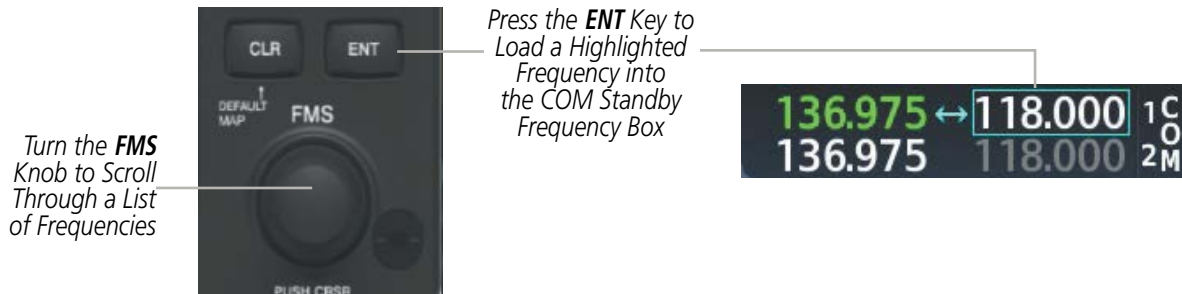 Press the ENT Key to
Load a Highlighted
Frequency into
the COM Standby
Frequency Box
CLR
ENT
DEFAULT
MAP
FMS
Turn the FMS
Knob to Scroll
Through a List
of Frequencies
PUSH CRSR
136.975 ↔ 118.000 1
136.975 118.000 2
COM